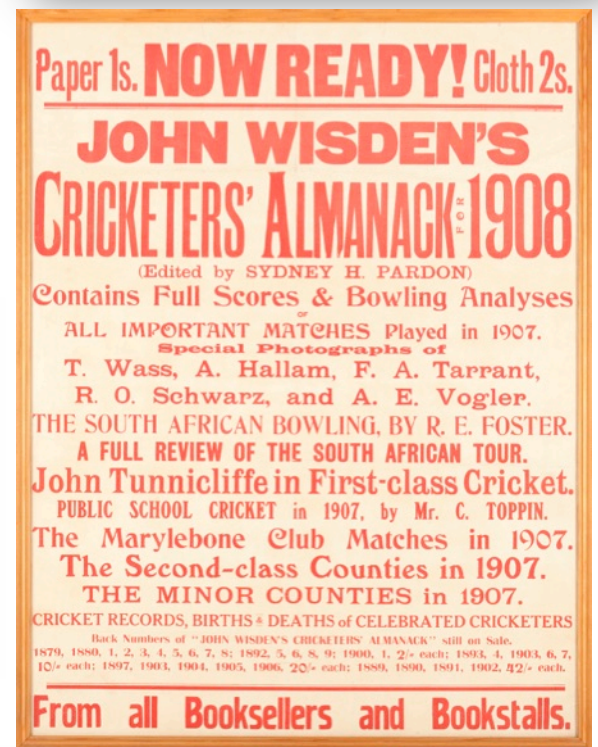 Paper 1s. NOW READY! Cloth 2s.
JOHN WISDEN'S
CRICKETERS' ALMANACK FOR 1908
(Edited by SYDNEY H. PARDON)
Contains Full Scores & Bowling Analyses
OF
ALL IMPORTANT MATCHES Played in 1907.
Special Photographs of
T. Wass, A. Hallam, F. A. Tarrant,
R. O. Schwarz, and A. E. Vogler.
THE SOUTH AFRICAN BOWLING, BY R. E. FOSTER.
A FULL REVIEW OF THE SOUTH AFRICAN TOUR.
John Tunnicliffe in First-class Cricket.
PUBLIC SCHOOL CRICKET in 1907, by Mr. C. TOPPIN.
The Marylebone Club Matches in 1907.
The Second-class Counties in 1907.
THE MINOR COUNTIES in 1907.
CRICKET RECORDS, BIRTHS & DEATHS of CELEBRATED CRICKETERS
Back Numbers of "JOHN WISDEN'S CRICKETERS' ALMANACK" still on Sale.
1879, 1880, 1, 2, 3, 4, 5, 6, 7, 8; 1892, 5, 6, 8, 9; 1900, 1, 2/- each; 1893, 4, 1903, 6, 7,
10/- each; 1897, 1903, 1904, 1905, 1906, 20/- each; 1889, 1890, 1891, 1902, 42/- each.
From all Booksellers and Bookstalls.